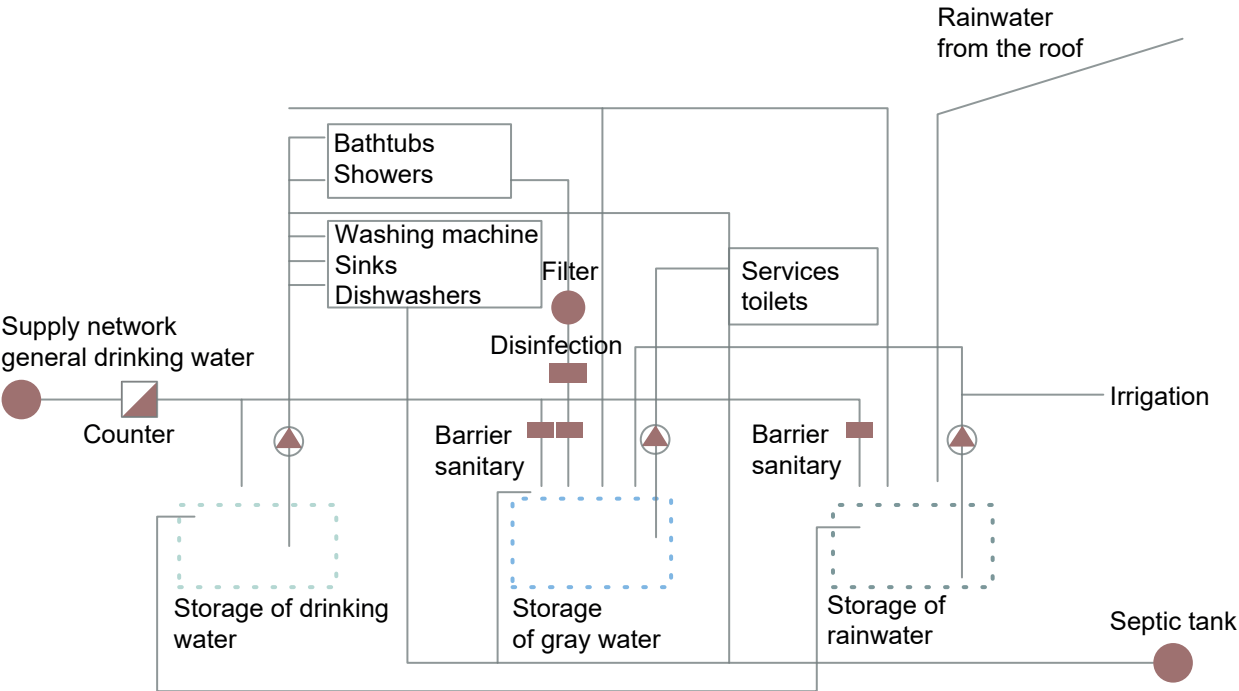 Rainwater
from the roof
Bathtubs
Showers
Washing machine
Sinks
Dishwashers
Filter
Services
toilets
Supply network
general drinking water
Disinfection
Counter
Irrigation
Barrier
sanitary
Barrier
sanitary
Storage of drinking
water
Storage
of gray water
Storage of
rainwater
Septic tank